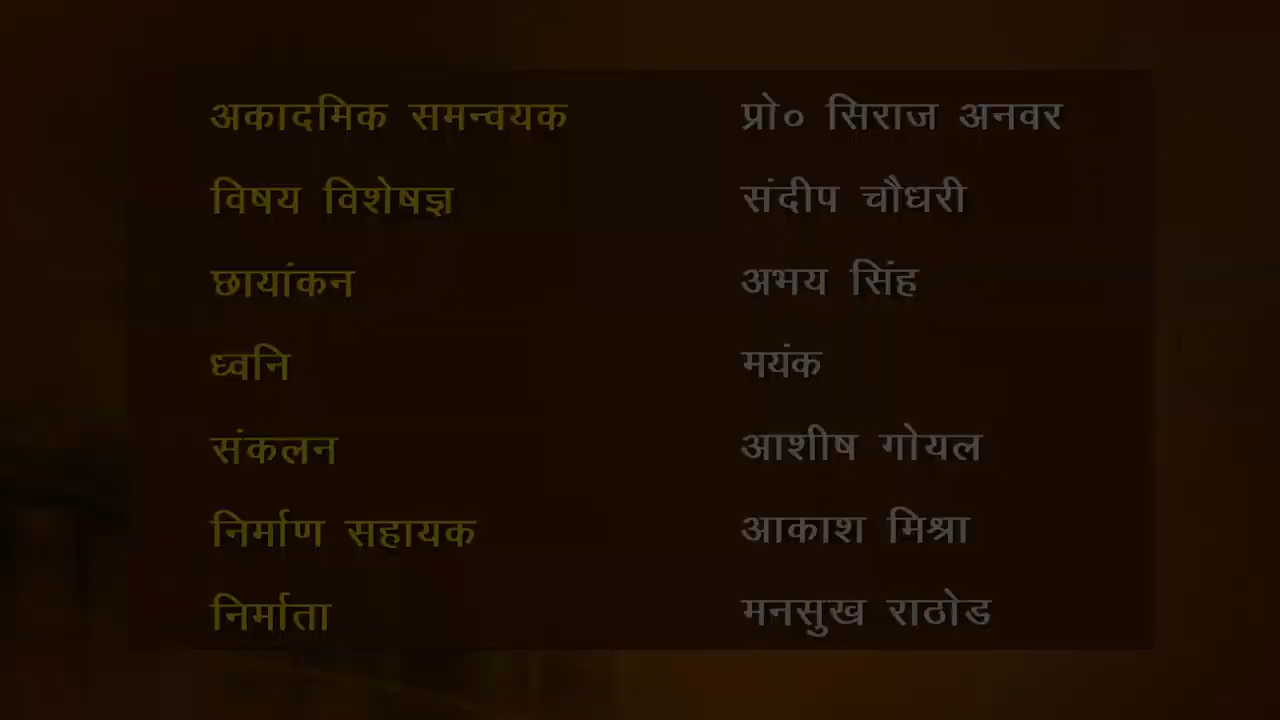 अकादमिक समन्वयक प्रो० सिराज अनवर
विषय विशेषज्ञ संदीप चौधरी
छायांकन अभय सिंह
ध्वनि मयंक
संकलन आशीष गोयल
निर्माण सहायक आकाश मिश्रा
निर्माता मनसुख राठोड